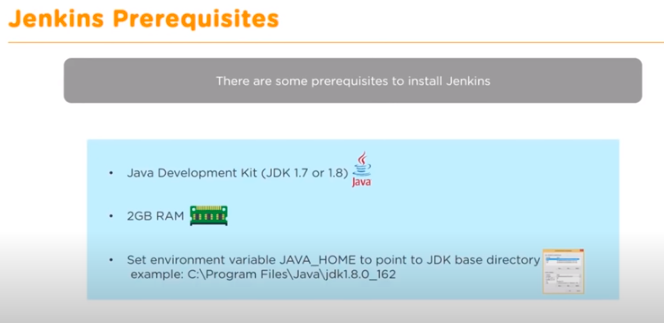 Jenkins Prerequisites
There are some prerequisites to install Jenkins
• Java Development Kit (JDK 1.7 or 1.8)
Java
• 2GB RAM
• Set environment variable JAVA_HOME to point to JDK base directory
example: C:\Program Files\Java\jdk1.8.0_162